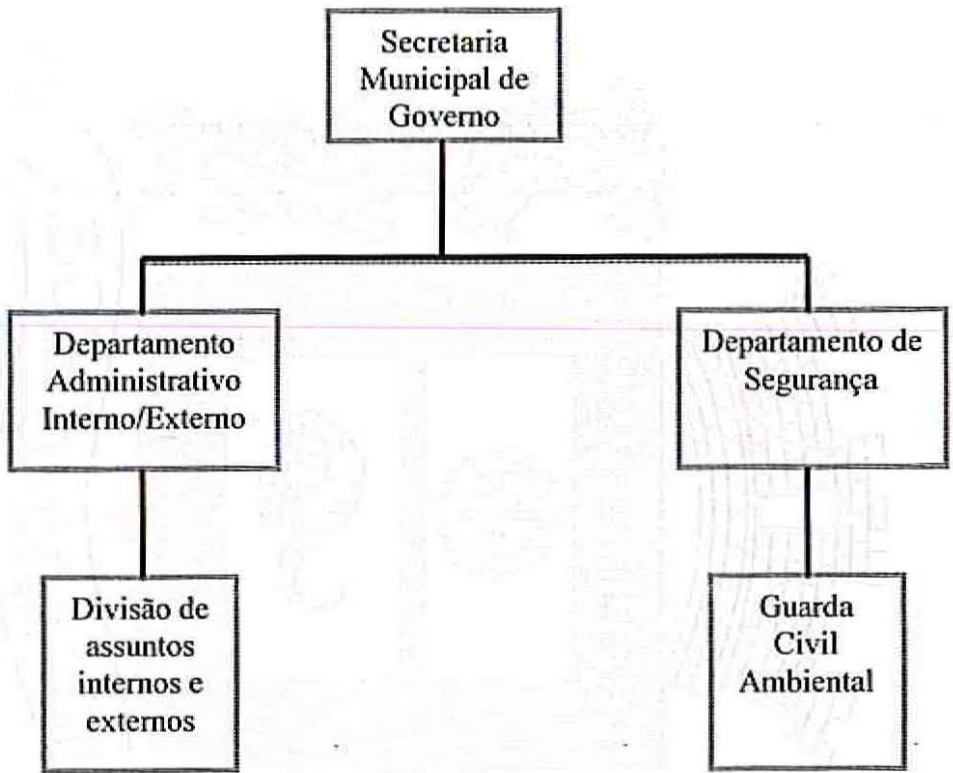 Secretaria
Municipal de
Governo
Departamento
Administrativo
Interno/Externo
Departamento de
Segurança
Divisão de
assuntos
internos e
externos
Guarda
Civil
Ambiental